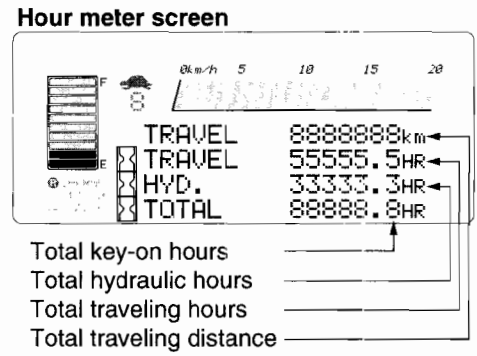 Hour meter screen
0km/h 5 10 15 20
F
8
E
TRAVEL 8888888km
TRAVEL 55555.5HR
HYD. 33333.3HR
TOTAL 88888.8HR
Total key-on hours
Total hydraulic hours
Total traveling hours
Total traveling distance